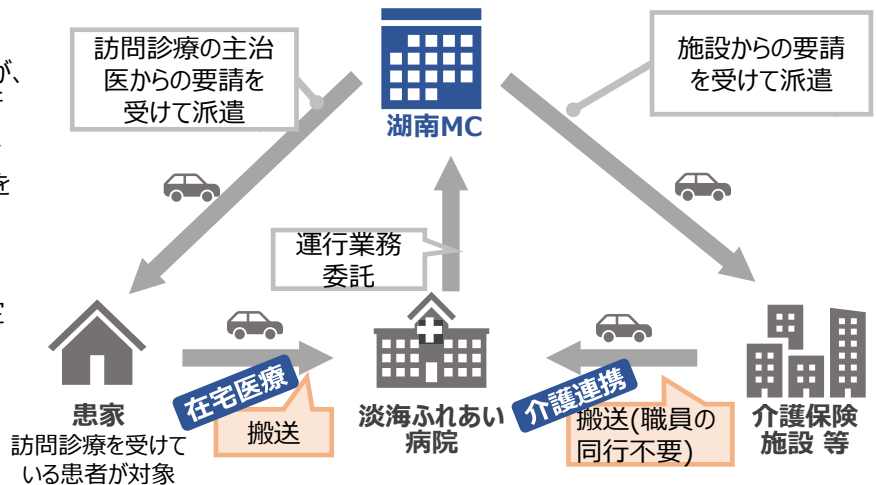 が、
を
訪問診療の主治
医からの要請を
受けて派遣
湖南MC
施設からの要請
を受けて派遣
運行業務
委託
在宅医療
搬送
介護連携
搬送(職員の
同行不要)
患家
訪問診療を受けて
いる患者が対象
淡海ふれあい
病院
介護保険
施設 等